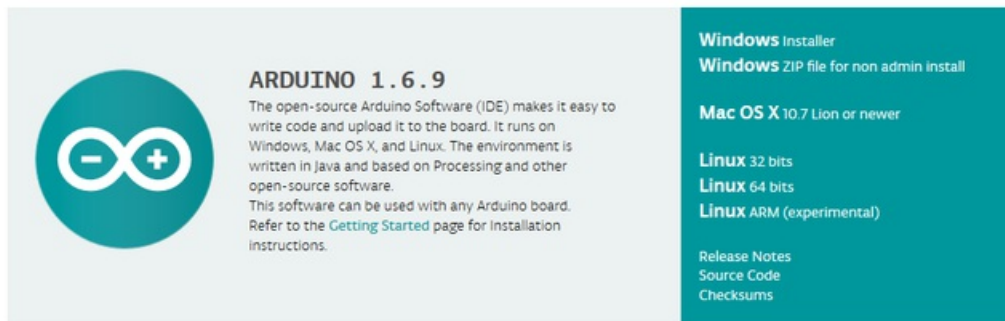 ARDUINO 1.6.9
The open-source Arduino Software (IDE) makes it easy to
write code and upload it to the board. It runs on
Windows, Mac OS X, and Linux. The environment is
written in Java and based on Processing and other
open-source software.
This software can be used with any Arduino board.
Refer to the Getting Started page for Installation
instructions.
Windows Installer
Windows ZIP file for non admin install
Mac OS X 10.7 Lion or newer
Linux 32 bits
Linux 64 bits
Linux ARM (experimental)
Release Notes
Source Code
Checksums